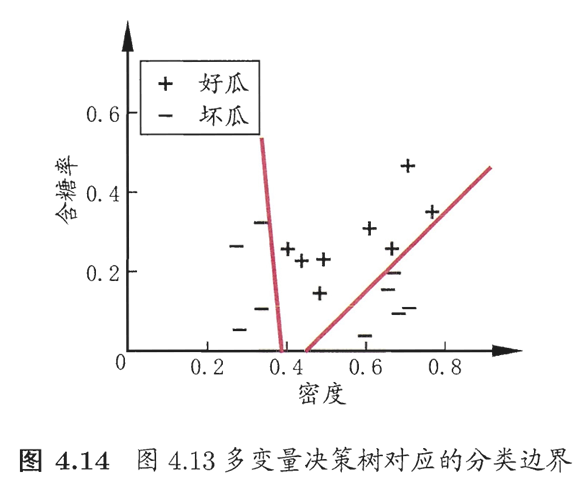 + 好瓜
− 坏瓜
含糖率
0.6
0.4
0.2
0
0.2 0.4 0.6 0.8
密度
图 4.14 图 4.13 多变量决策树对应的分类边界